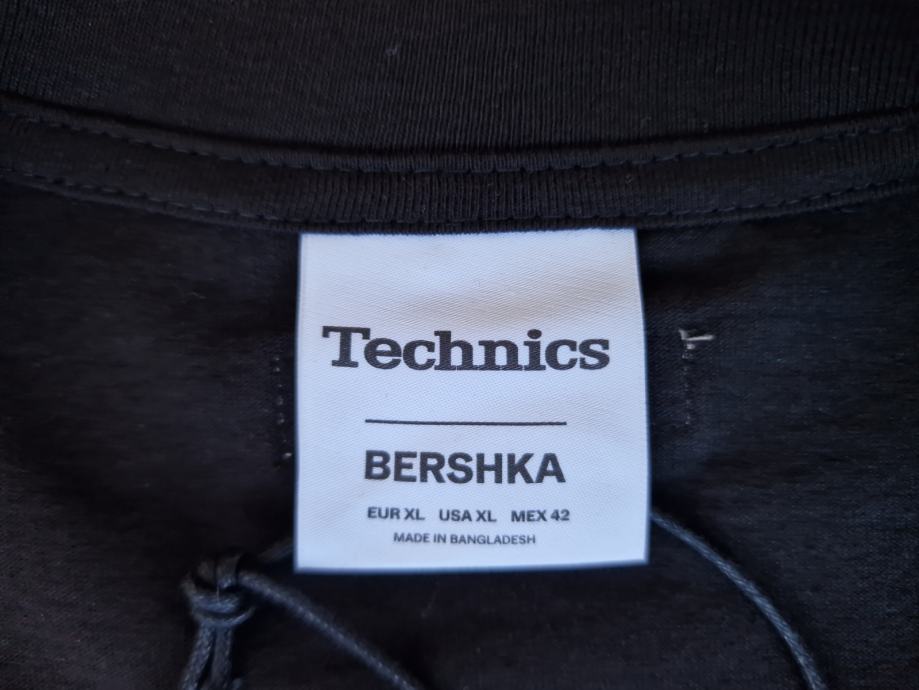 Technics
BERSHKA
EUR XL USA XL MEX 42
MADE IN BANGLADESH